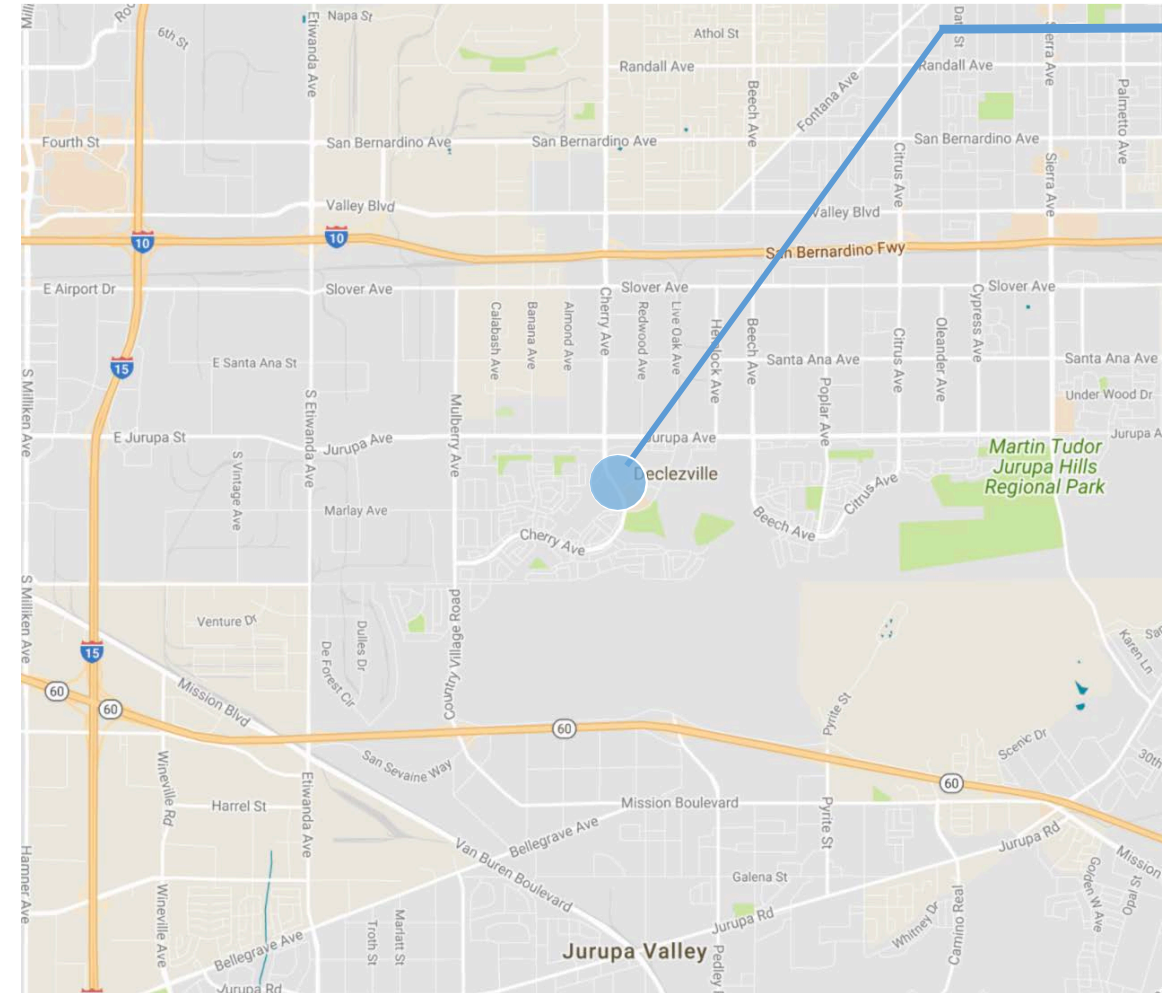 Napa St
6th St
Etiwanda Ave
Athol St
Randall Ave
Randall Ave
Beech Ave
Fontana Ave
Palmetto Ave
Fourth St
San Bernardino Ave
San Bernardino Ave
San Bernardino Ave
Citrus Ave
Sierra Ave
Valley Blvd
Valley Blvd
10
10
San Bernardino Fwy
E Airport Dr
Slover Ave
Slover Ave
Slover Ave
Cherry Ave
Calabash Ave
Banana Ave
Almond Ave
Redwood Ave
Live Oak Ave
Hemlock Ave
Beech Ave
Citrus Ave
Oleander Ave
Cypress Ave
E Santa Ana St
15
Santa Ana Ave
Santa Ana Ave
Under Wood Dr
S Milliken Ave
S Etiwanda Ave
Mulberry Ave
Poplar Ave
E Jurupa St
Jurupa Ave
Jurupa Ave
Jurupa A
Martin Tudor
Jurupa Hills
Regional Park
Declezville
S Vintage Ave
Marlay Ave
Cherry Ave
Beech Ave
Citrus Ave
S Milliken Ave
Venture Dr
Dulles Dr
De Forest Cir
Country Village Road
Karen Ln
15
60
60
Mission Blvd
60
Pyrite St
Scenic Dr
30th
San Sevaine Way
60
Wineville Rd
Harrel St
Etiwanda Ave
Mission Boulevard
Pyrite St
Bellegrave Ave
Van Buren Boulevard
Jurupa Rd
Mission
Hamner Ave
Galena St
Golden W Ave
Opal St
Wineville Ave
Troth St
Marlatt St
Jurupa Rd
Whitney Dr
Camino Real
Bellegrave Ave
Jurupa Valley
Pedley
Jurupa Rd